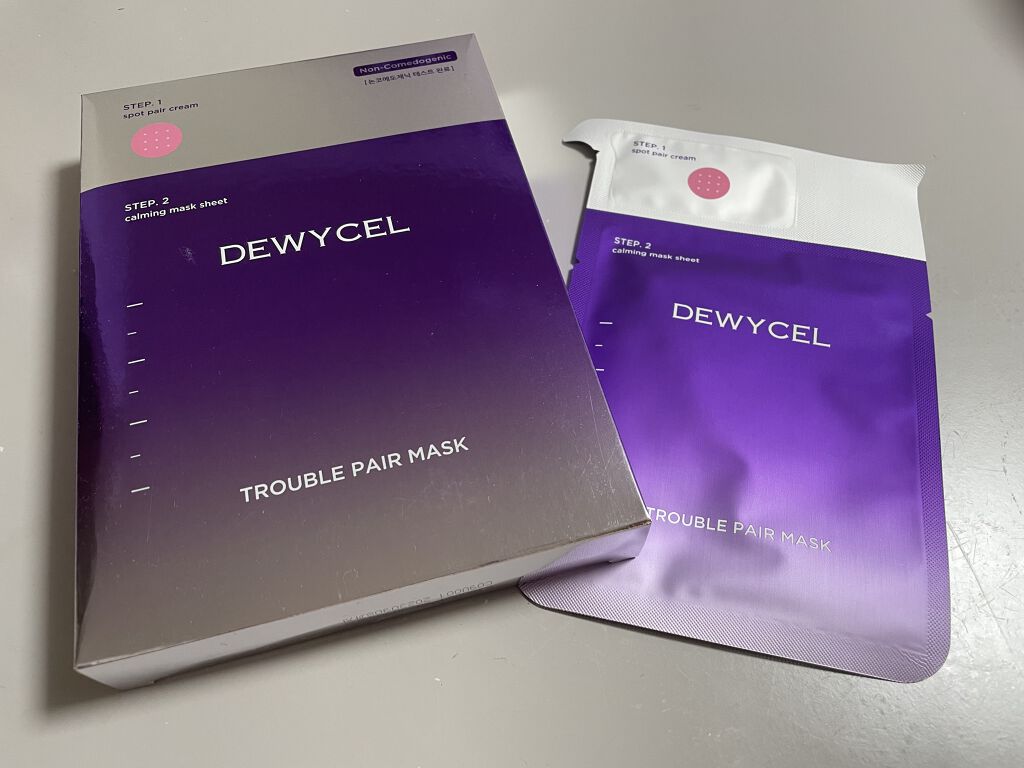 Non-Comedogenic
[논코메도제닉 테스트 완료]
STEP. 1
spot pair cream
STEP. 2
calming mask sheet
DEWYCEL
TROUBLE PAIR MASK
STEP. 1
spot pair cream
STEP. 2
calming mask sheet
DEWYCEL
TROUBLE PAIR MASK